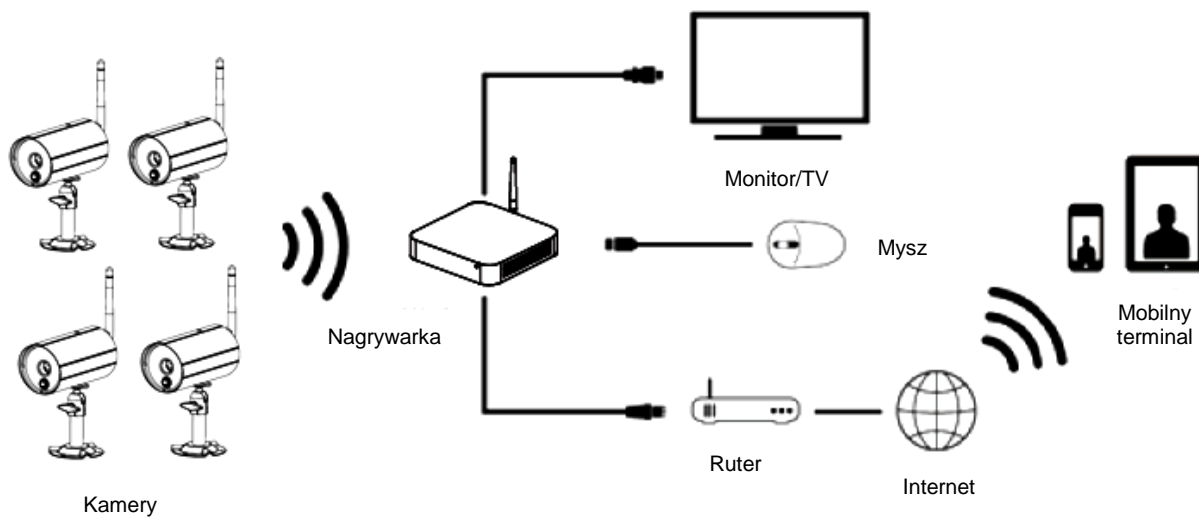 Monitor/TV
Mysz
Mobilny
terminal
Nagrywarka
Ruter
Internet
Kamery